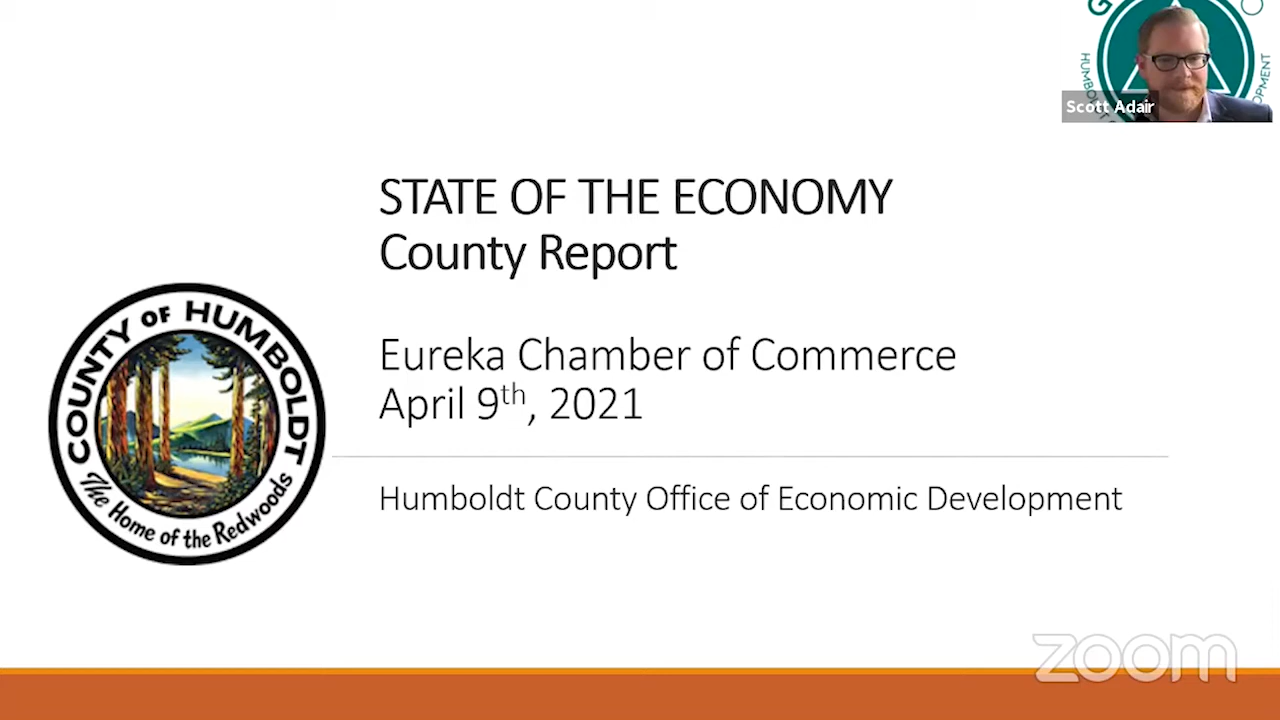 Scott Adair
STATE OF THE ECONOMY
County Report
Eureka Chamber of Commerce
April 9th, 2021
COUNTY OF HUMBOLDT
The Home of the Redwoods
Humboldt County Office of Economic Development
zoom